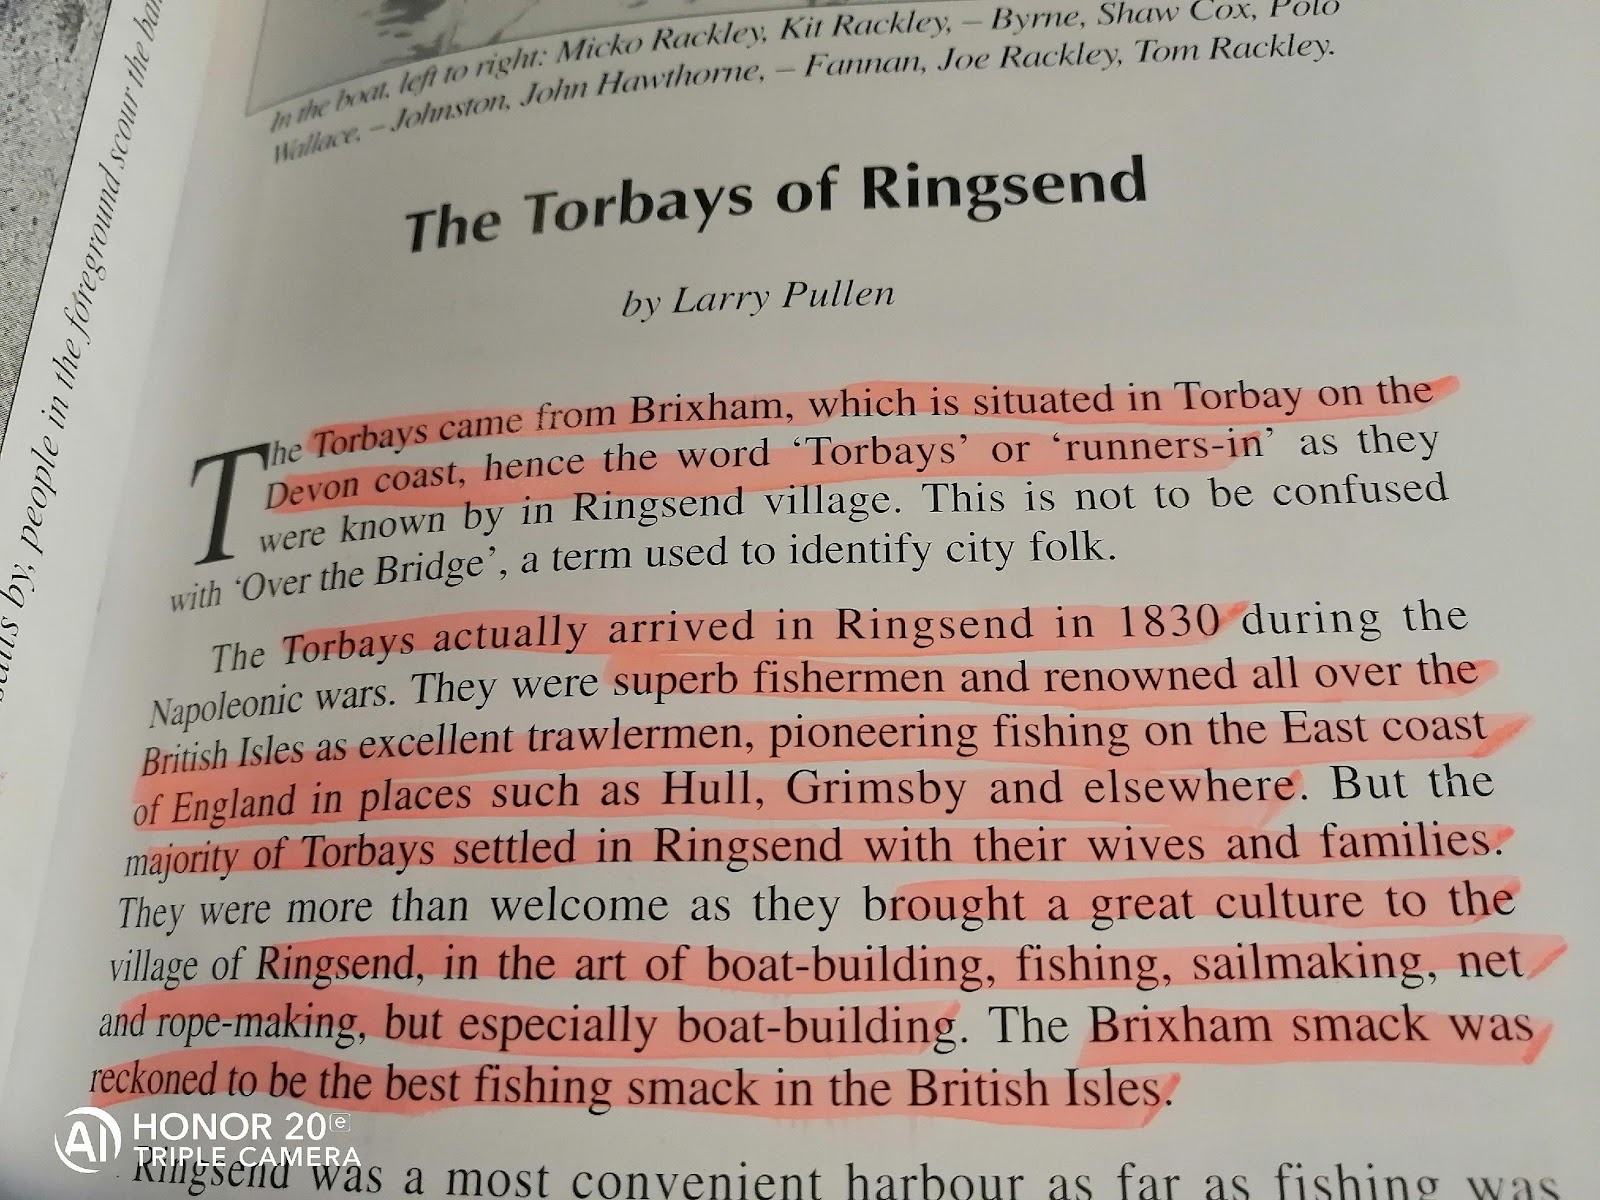 In the boat, left to right: Micko Rackley, Kit Rackley, – Byrne, Shaw Cox, Polo
Wallace, – Johnston, John Hawthorne, – Fannan, Joe Rackley, Tom Rackley.
The Torbays of Ringsend
by Larry Pullen
The Torbays came from Brixham, which is situated in Torbay on the
Devon coast, hence the word ‘Torbays’ or ‘runners-in’ as they
were known by in Ringsend village. This is not to be confused
with ‘Over the Bridge’, a term used to identify city folk.
The Torbays actually arrived in Ringsend in 1830 during the
Napoleonic wars. They were superb fishermen and renowned all over the
British Isles as excellent trawlermen, pioneering fishing on the East coast
of England in places such as Hull, Grimsby and elsewhere. But the
majority of Torbays settled in Ringsend with their wives and families.
They were more than welcome as they brought a great culture to the
village of Ringsend, in the art of boat-building, fishing, sailmaking, net
and rope-making, but especially boat-building. The Brixham smack was
reckoned to be the best fishing smack in the British Isles.
Ringsend was a most convenient harbour as far as fishing was
by, people in the foreground scour the
AI HONOR 20e
TRIPLE CAMERA